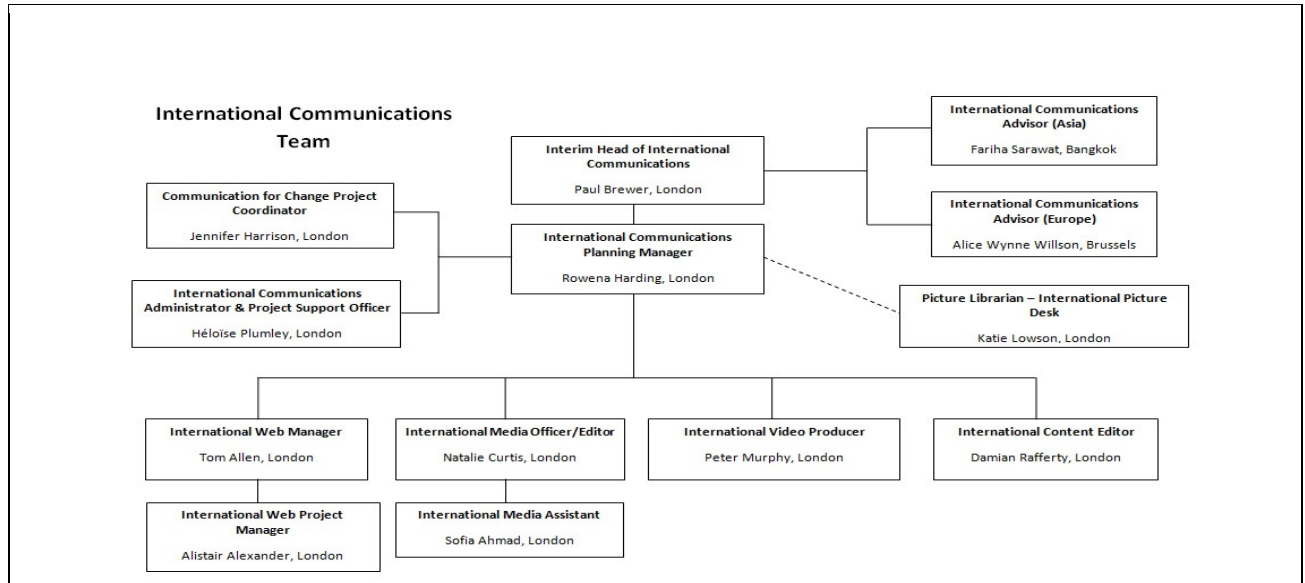 International Communications
Team
International Communications
Advisor (Asia)
Fariha Sarawat, Bangkok
Interim Head of International
Communications
Paul Brewer, London
Communication for Change Project
Coordinator
Jennifer Harrison, London
International Communications
Advisor (Europe)
Alice Wynne Willson, Brussels
International Communications
Planning Manager
Rowena Harding, London
International Communications
Administrator & Project Support Officer
Héloïse Plumley, London
Picture Librarian – International Picture
Desk
Katie Lowson, London
International Web Manager
Tom Allen, London
International Media Officer/Editor
Natalie Curtis, London
International Video Producer
Peter Murphy, London
International Content Editor
Damian Rafferty, London
International Web Project
Manager
Alistair Alexander, London
International Media Assistant
Sofia Ahmad, London